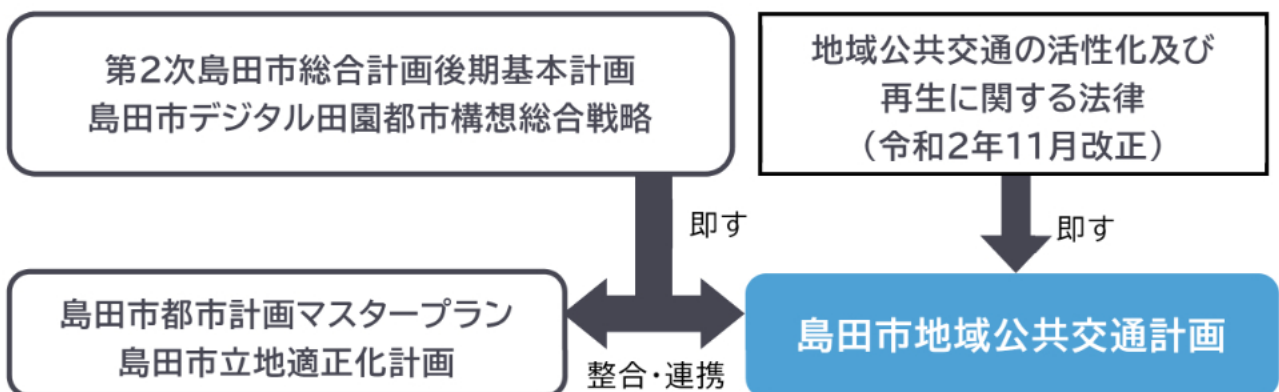 第2次島田市総合計画後期基本計画
島田市デジタル田園都市構想総合戦略
地域公共交通の活性化及び
再生に関する法律
（令和2年11月改正）
即す
即す
島田市都市計画マスタープラン
島田市立地適正化計画
整合・連携
島田市地域公共交通計画